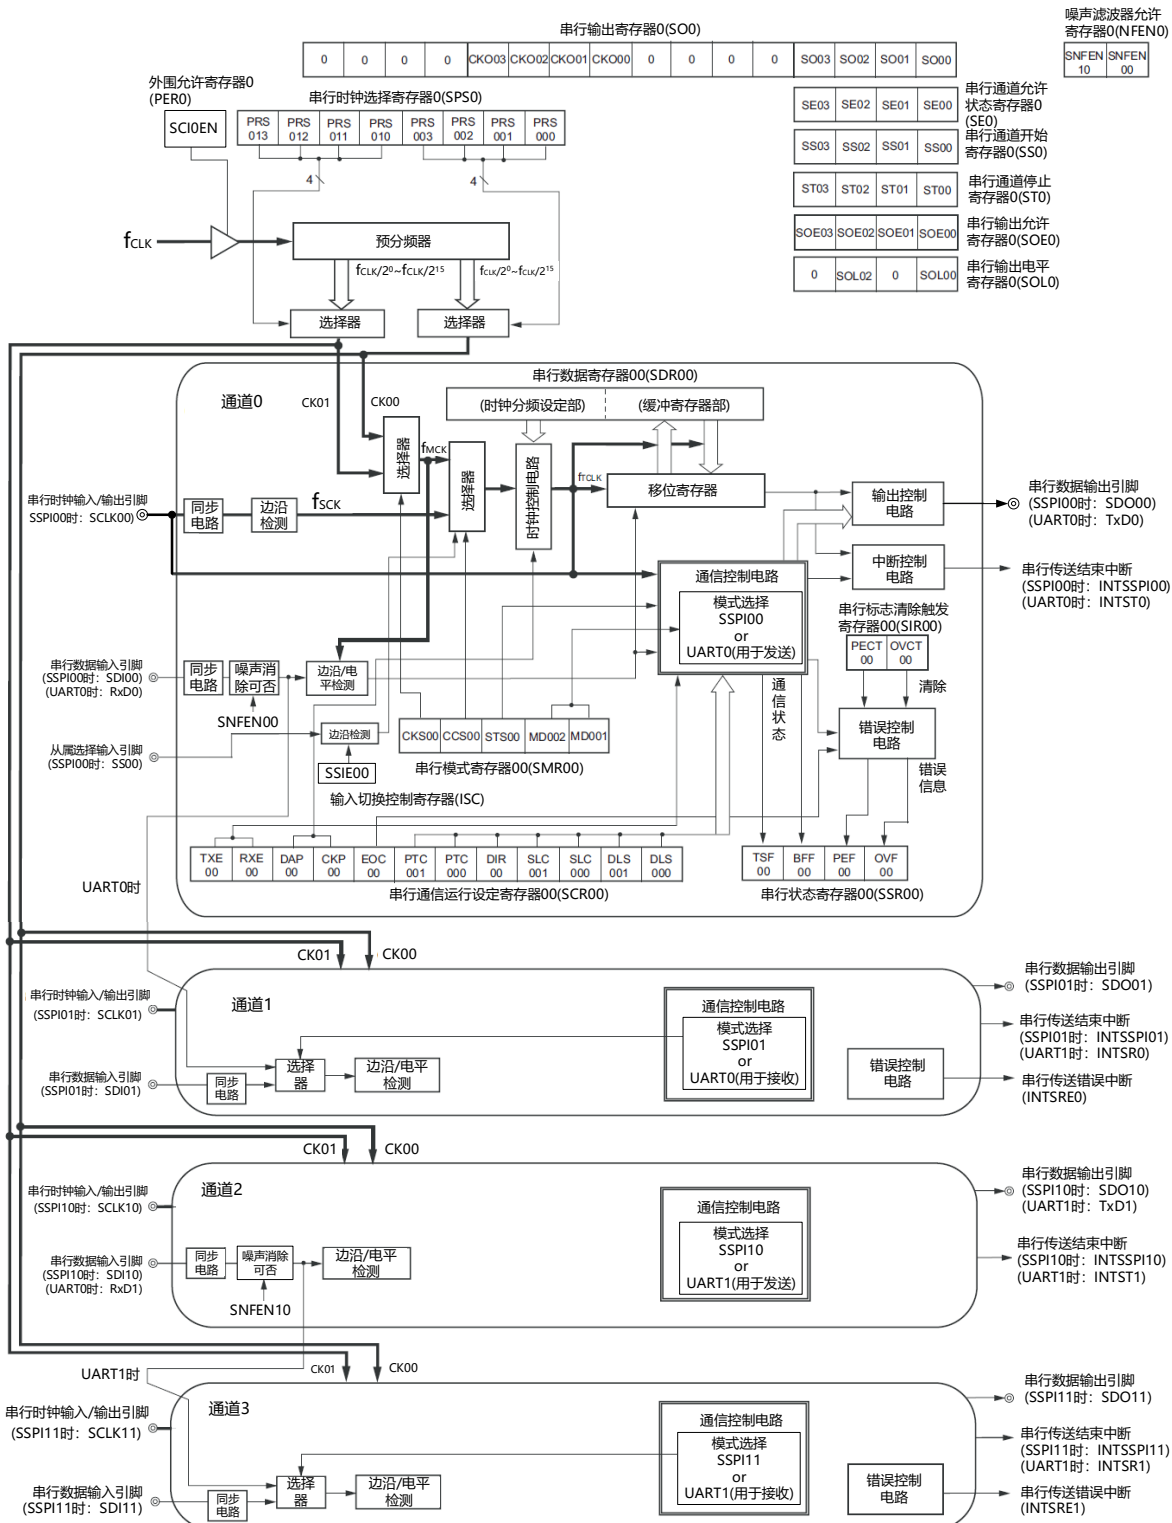 串行输出寄存器0(SO0)
0 0 0 0 CKO03 CKO02 CKO01 CKO00 0 0 0 0 SO03 SO02 SO01 SO00
噪声滤波器允许
寄存器0(NFEN0)
SNFEN SNFEN
10 00
外围允许寄存器0
(PER0)
SCI0EN
串行时钟选择寄存器0(SPS0)
PRS PRS PRS PRS PRS PRS PRS PRS
013 012 011 010 003 002 001 000
4
4
SE03 SE02 SE01 SE00
串行通道允许
状态寄存器0
(SE0)
SS03 SS02 SS01 SS00
串行通道开始
寄存器0(SS0)
ST03 ST02 ST01 ST00
串行通道停止
寄存器0(ST0)
SOE03 SOE02 SOE01 SOE00
串行输出允许
寄存器0(SOE0)
0 SOL02 0 SOL00
串行输出电平
寄存器0(SOL0)
fCLK
预分频器
fCLK/2⁰~fCLK/2¹⁵
fCLK/2⁰~fCLK/2¹⁵
选择器
选择器
通道0
CK01
CK00
串行数据寄存器00(SDR00)
(时钟分频设定部)
(缓冲寄存器部)
选择器
fMCK
选择器
时钟控制电路
fTCLK
移位寄存器
串行时钟输入/输出引脚
SSPI00时: SCLK00)
同步
电路
边沿
检测
fSCK
输出控制
电路
串行数据输出引脚
(SSPI00时: SDO00)
(UART0时: TxD0)
中断控制
电路
串行传送结束中断
(SSPI00时: INTSSPI00)
(UART0时: INTST0)
通信控制电路
模式选择
SSPI00
or
UART0(用于发送)
串行标志清除触发
寄存器00(SIR00)
PECT OVCT
00 00
清除
串行数据输入引脚
(SSPI00时: SDI00)
(UART0时: RxD0)
同步
电路
噪声消
除可否
SNFEN00
边沿/电
平检测
通信状态
错误控制
电路
错误
信息
从属选择输入引脚
(SSPI00时: SS00)
边沿检测
SSIE00
输入切换控制寄存器(ISC)
CKS00 CCS00 STS00 MD002 MD001
串行模式寄存器00(SMR00)
TXE RXE DAP CKP EOC PTC PTC DIR SLC SLC DLS DLS
00 00 00 00 00 001 000 00 001 000 001 000
串行通信运行设定寄存器00(SCR00)
TSF BFF PEF OVF
00 00 00 00
串行状态寄存器00(SSR00)
UART0时
CK01
CK00
通道1
串行时钟输入/输出引脚
(SSPI01时: SCLK01)
串行数据输入引脚
(SSPI01时: SDI01)
同步
电路
选择
器
边沿/电平
检测
通信控制电路
模式选择
SSPI01
or
UART0(用于接收)
错误控制
电路
串行数据输出引脚
(SSPI01时: SDO01)
串行传送结束中断
(SSPI01时: INTSSPI01)
(UART1时: INTSR0)
串行传送错误中断
(INTSRE0)
CK01
CK00
通道2
串行时钟输入/输出引脚
(SSPI10时: SCLK10)
串行数据输入引脚
(SSPI10时: SDI10)
(UART0时: RxD1)
同步
电路
噪声消除
可否
SNFEN10
边沿/电平
检测
通信控制电路
模式选择
SSPI10
or
UART1(用于发送)
串行数据输出引脚
(SSPI10时: SDO10)
(UART1时: TxD1)
串行传送结束中断
(SSPI10时: INTSSPI10)
(UART1时: INTST1)
UART1时
CK01
CK00
通道3
串行时钟输入/输出引脚
(SSPI11时: SCLK11)
串行数据输入引脚
(SSPI11时: SDI11)
同步
电路
选择
器
边沿/电平
检测
通信控制电路
模式选择
SSPI11
or
UART1(用于接收)
错误控制
电路
串行数据输出引脚
(SSPI11时: SDO11)
串行传送结束中断
(SSPI11时: INTSSPI11)
(UART1时: INTSR1)
串行传送错误中断
(INTSRE1)